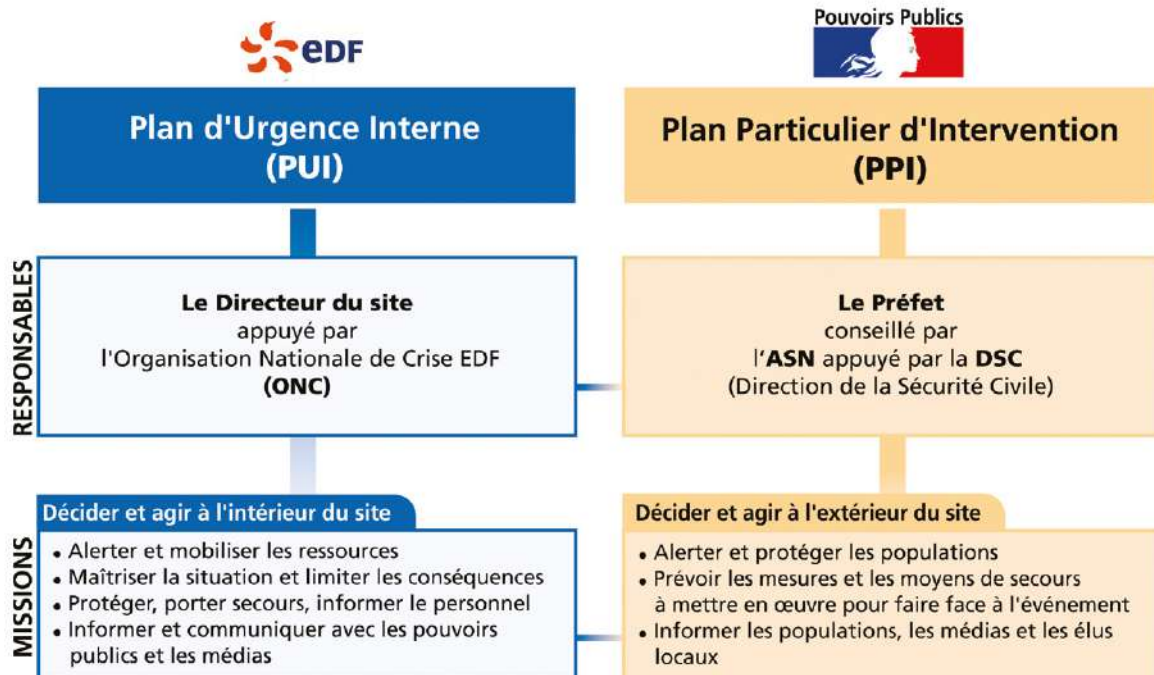 eDF
Pouvoirs Publics
Plan d'Urgence Interne
(PUI)
Plan Particulier d'Intervention
(PPI)
RESPONSABLES
Le Directeur du site
appuyé par
l'Organisation Nationale de Crise EDF
(ONC)
Le Préfet
conseillé par
l'ASN appuyé par la DSC
(Direction de la Sécurité Civile)
MISSIONS
Décider et agir à l'intérieur du site
• Alerter et mobiliser les ressources
• Maîtriser la situation et limiter les conséquences
• Protéger, porter secours, informer le personnel
• Informer et communiquer avec les pouvoirs
publics et les médias
Décider et agir à l'extérieur du site
• Alerter et protéger les populations
• Prévoir les mesures et les moyens de secours
à mettre en œuvre pour faire face à l'événement
• Informer les populations, les médias et les élus
locaux